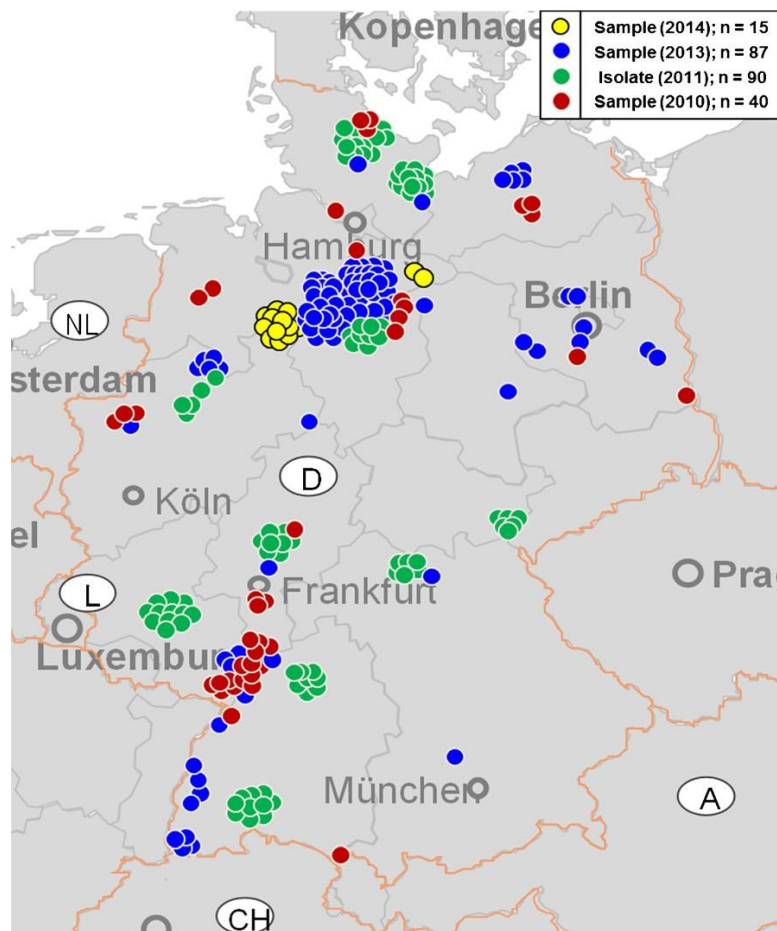 Kopenhage
Sample (2014); n = 15
Sample (2013); n = 87
Isolate (2011); n = 90
Sample (2010); n = 40
Hamburg
Berlin
NL
sterdam
D
Köln
el
Frankfurt
Pra
L
Luxembur
München
A
CH